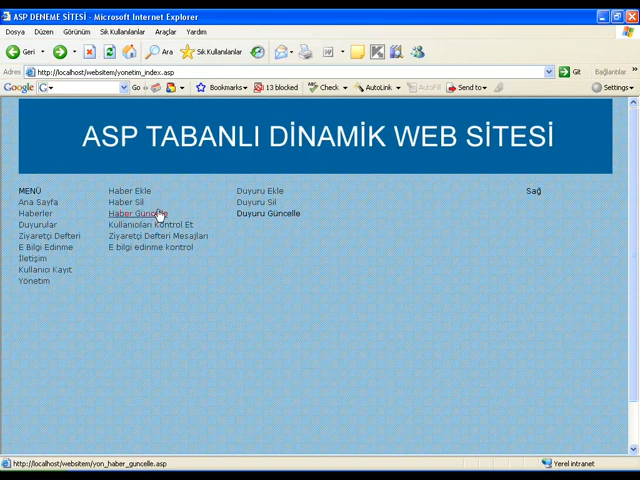 ASP DENEME SİTESİ - Microsoft Internet Explorer
Dosya Düzen Görünüm Sık Kullanılanlar Araçlar Yardım
Geri Ara Sık Kullanılanlar
Adres http://localhost/websitem/yonetim_index.asp Git Bağlantılar »
Google G Go Bookmarks 13 blocked Check AutoLink AutoFill Send to Settings
ASP TABANLI DİNAMİK WEB SİTESİ
MENÜ Haber Ekle Duyuru Ekle Sağ
Ana Sayfa Haber Sil Duyuru Sil
Haberler Haber Güncelle Duyuru Güncelle
Duyurular Kullanıcıları Kontrol Et
Ziyaretçi Defteri Ziyaretçi Defteri Mesajları
E Bilgi Edinme E bilgi edinme kontrol
İletişim
Kullanıcı Kayıt
Yönetim
http://localhost/websitem/yon_haber_guncelle.asp Yerel intranet